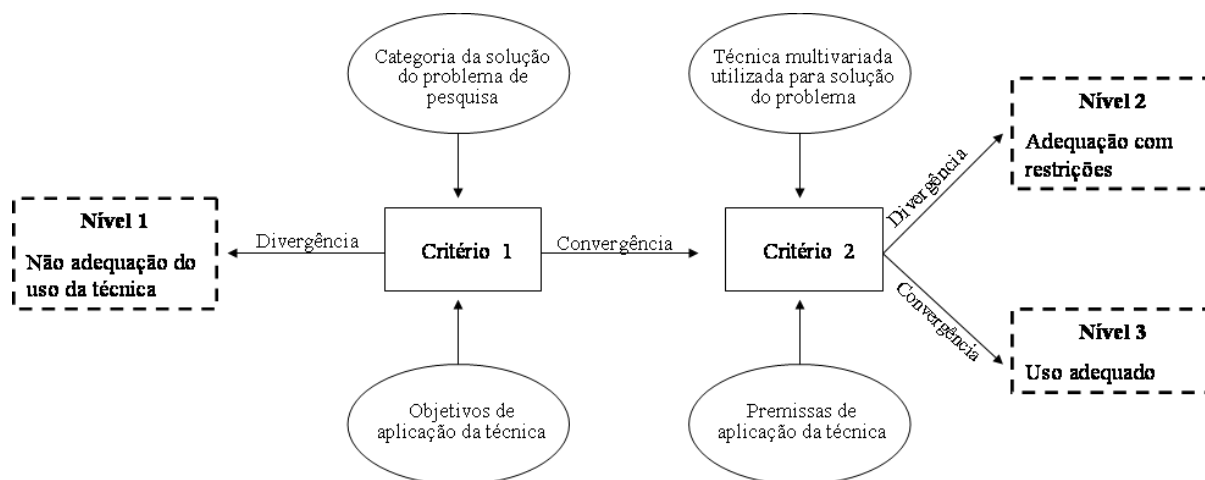 Categoria da solução
do problema de
pesquisa
Técnica multivariada
utilizada para solução
do problema
Nível 1
Não adequação do
uso da técnica
Divergência
Critério 1
Convergência
Critério 2
Divergência
Convergência
Nível 2
Adequação com
restrições
Nível 3
Uso adequado
Objetivos de
aplicação da técnica
Premissas de
aplicação da técnica